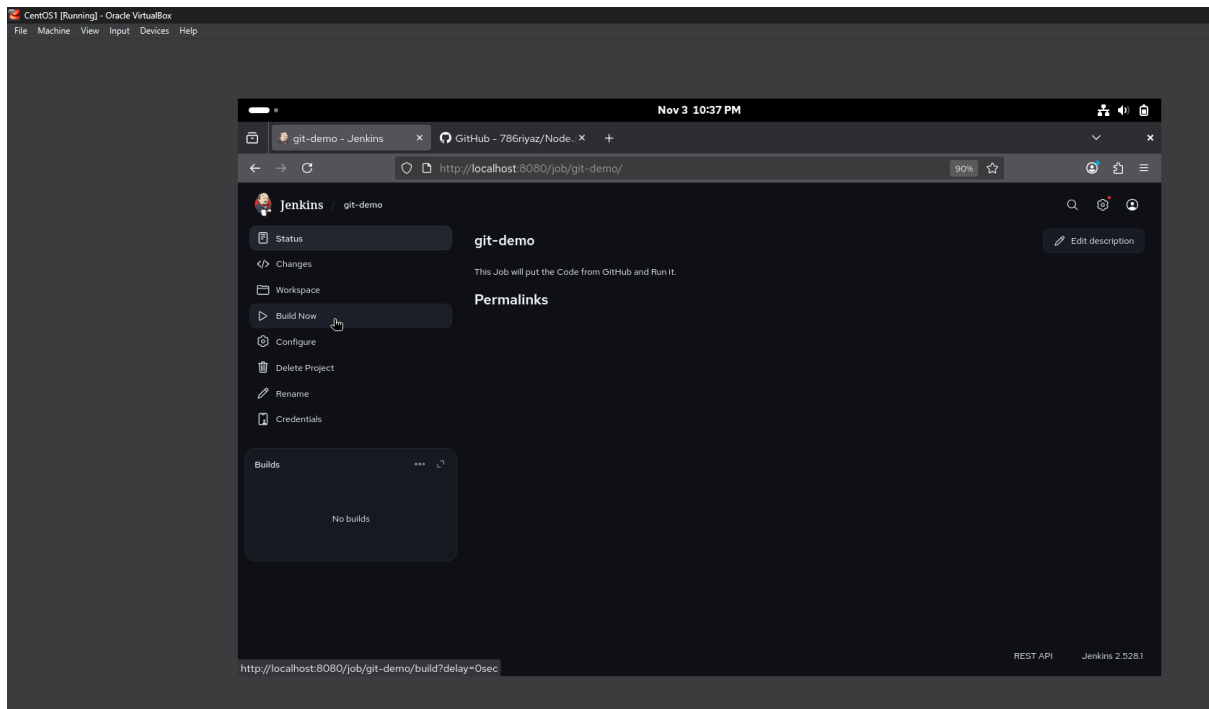 CentOS1 [Running] - Oracle VirtualBox
File Machine View Input Devices Help
Nov 3 10:37 PM
git-demo - Jenkins
GitHub - 786riyaz/Node.
http://localhost:8080/job/git-demo/
90%
Jenkins / git-demo
Status
Changes
Workspace
Build Now
Configure
Delete Project
Rename
Credentials
Builds
No builds
git-demo
Edit description
This Job will put the Code from GitHub and Run it.
Permalinks
REST API Jenkins 2.528.1
http://localhost:8080/job/git-demo/build?delay=0sec